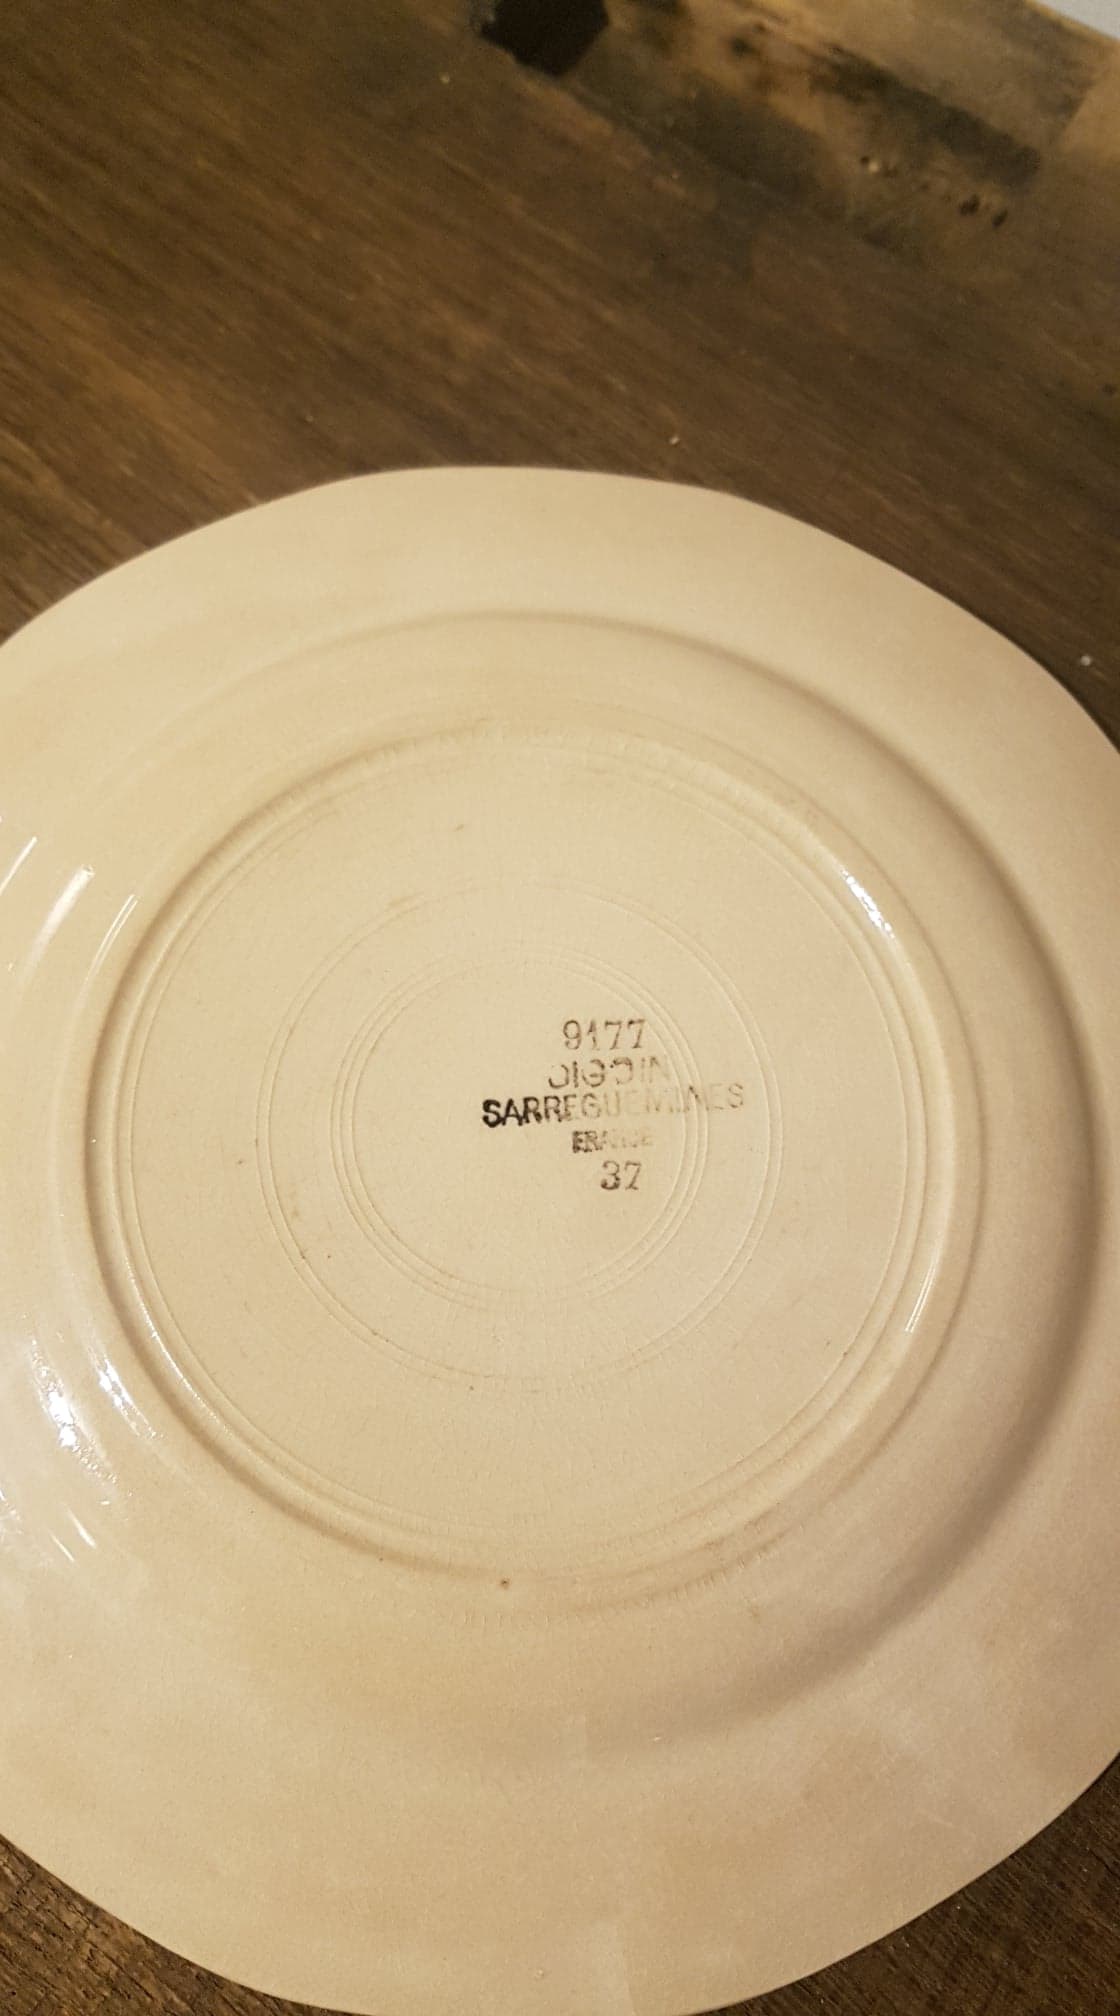 9177
DIGOIN
SARREGUEMINES
FRANCE
37